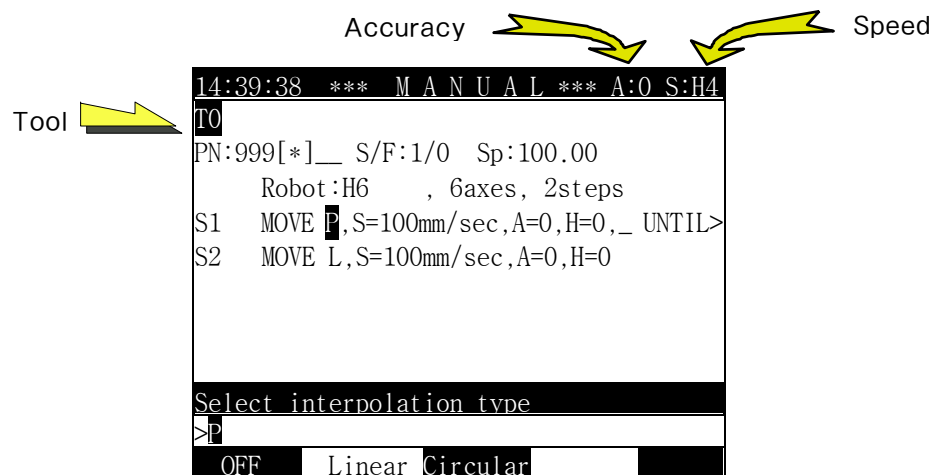 Accuracy
Speed
14:39:38 *** M A N U A L *** A:0 S:H4
Tool
T0
PN:999[*]__ S/F:1/0 Sp:100.00
Robot:H6 , 6axes, 2steps
S1 MOVE P,S=100mm/sec,A=0,H=0,_ UNTIL>
S2 MOVE L,S=100mm/sec,A=0,H=0
Select interpolation type
>P
OFF Linear Circular